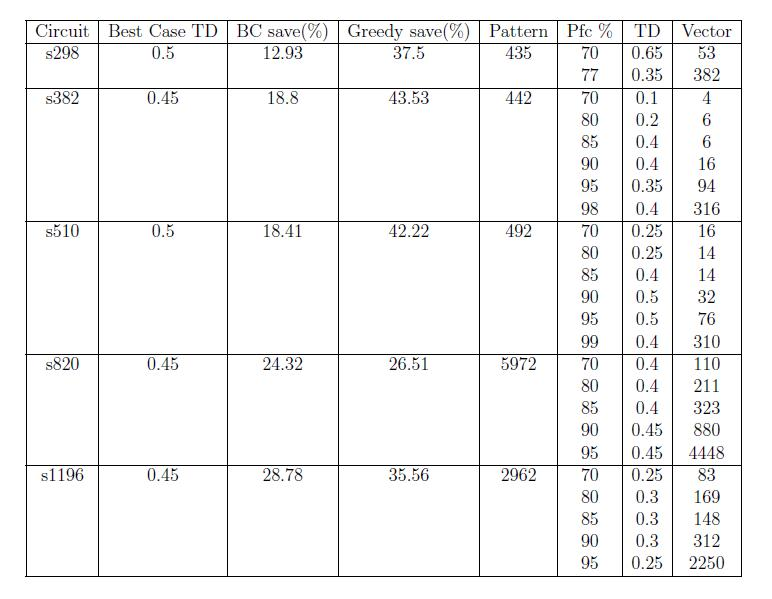 Circuit Best Case TD BC save(%) Greedy save(%) Pattern Pfc % TD Vector
s298 0.5 12.93 37.5 435 70 0.65 53
77 0.35 382
s382 0.45 18.8 43.53 442 70 0.1 4
80 0.2 6
85 0.4 6
90 0.4 16
95 0.35 94
98 0.4 316
s510 0.5 18.41 42.22 492 70 0.25 16
80 0.25 14
85 0.4 14
90 0.5 32
95 0.5 76
99 0.4 310
s820 0.45 24.32 26.51 5972 70 0.4 110
80 0.4 211
85 0.4 323
90 0.45 880
95 0.45 4448
s1196 0.45 28.78 35.56 2962 70 0.25 83
80 0.3 169
85 0.3 148
90 0.3 312
95 0.25 2250